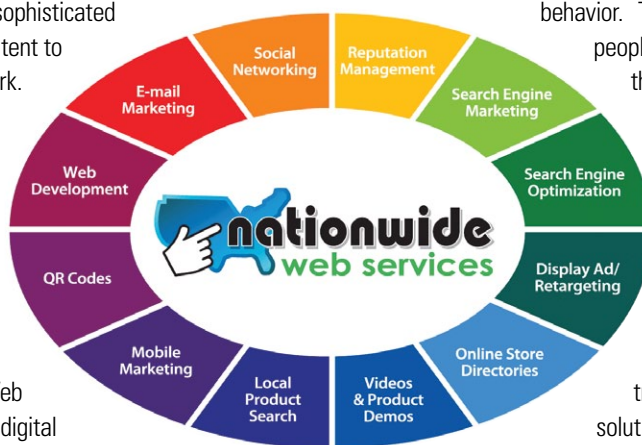 sophisticated
tent to
rk.
behavior. T
people
th
Social
Networking
Reputation
Management
E-mail
Marketing
Search Engine
Marketing
Web
Development
Search Engine
Optimization
nationwide
web services
QR Codes
Display Ad/
Retargeting
Mobile
Marketing
Online Store
Directories
Local
Product
Search
Videos
& Product
Demos
eb
digital
tr
solut